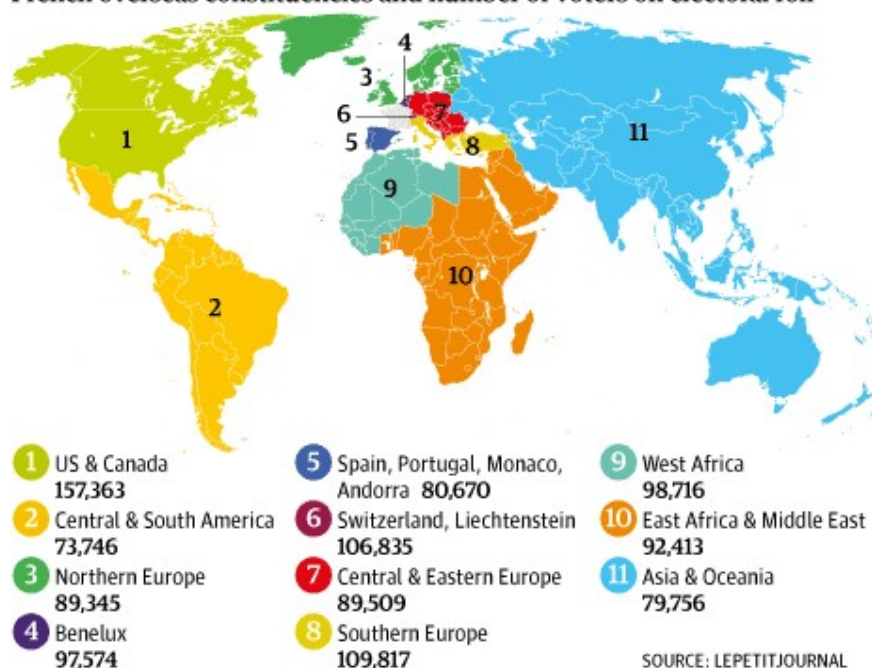 French overseas constituencies and number of voters on electoral roll
1
2
3
4
5
6
7
8
9
10
11
1 US & Canada
157,363
2 Central & South America
73,746
3 Northern Europe
89,345
4 Benelux
97,574
5 Spain, Portugal, Monaco,
Andorra 80,670
6 Switzerland, Liechtenstein
106,835
7 Central & Eastern Europe
89,509
8 Southern Europe
109,817
9 West Africa
98,716
10 East Africa & Middle East
92,413
11 Asia & Oceania
79,756
SOURCE: LEPETITJOURNAL